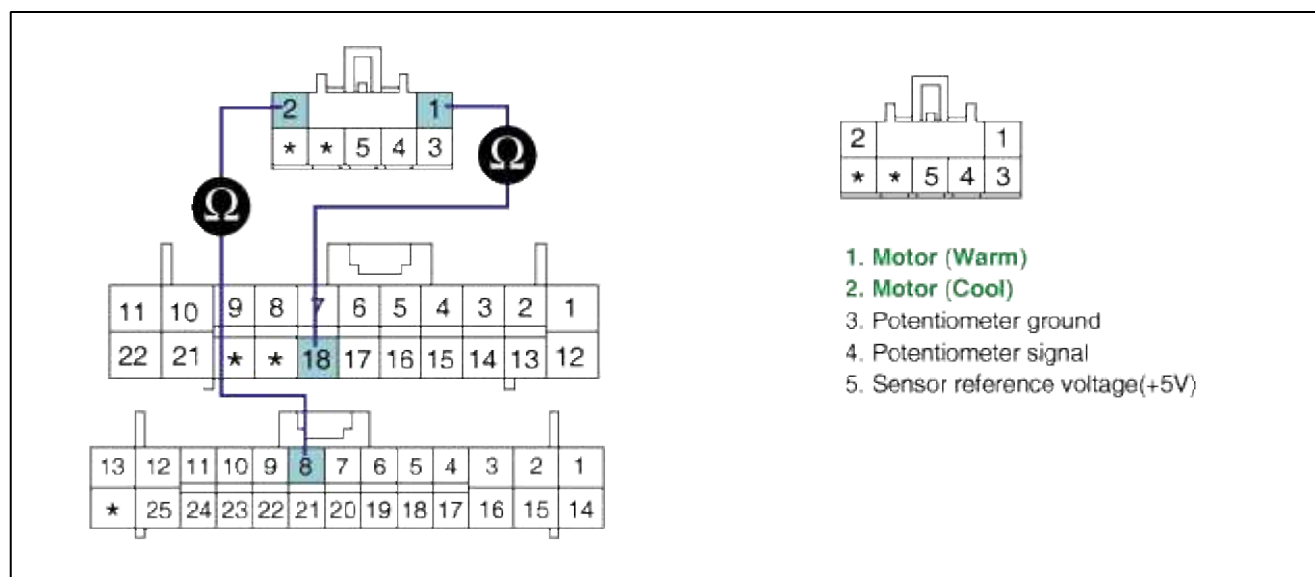 2 1
* * 5 4 3
Ω
Ω
11 10 9 8 7 6 5 4 3 2 1
22 21 * * 18 17 16 15 14 13 12
13 12 11 10 9 8 7 6 5 4 3 2 1
* 25 24 23 22 21 20 19 18 17 16 15 14
2 1
* * 5 4 3
1. Motor (Warm)
2. Motor (Cool)
3. Potentiometer ground
4. Potentiometer signal
5. Sensor reference voltage(+5V)